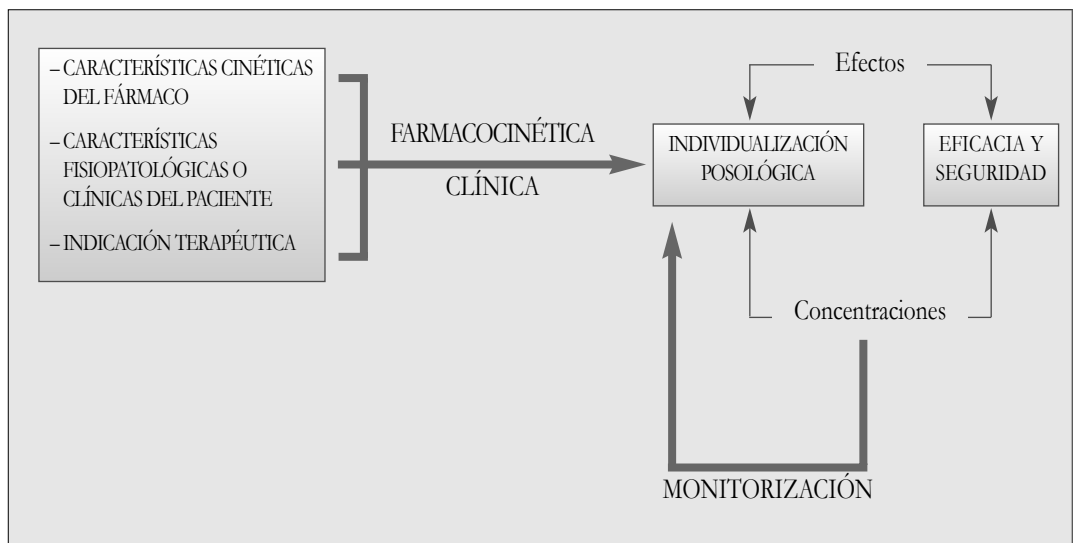 – CARACTERÍSTICAS CINÉTICAS
DEL FÁRMACO
– CARACTERÍSTICAS
FISIOPATOLÓGICAS O
CLÍNICAS DEL PACIENTE
– INDICACIÓN TERAPÉUTICA
FARMACOCINÉTICA
CLÍNICA
Efectos
INDIVIDUALIZACIÓN
POSOLÓGICA
EFICACIA Y
SEGURIDAD
Concentraciones
MONITORIZACIÓN